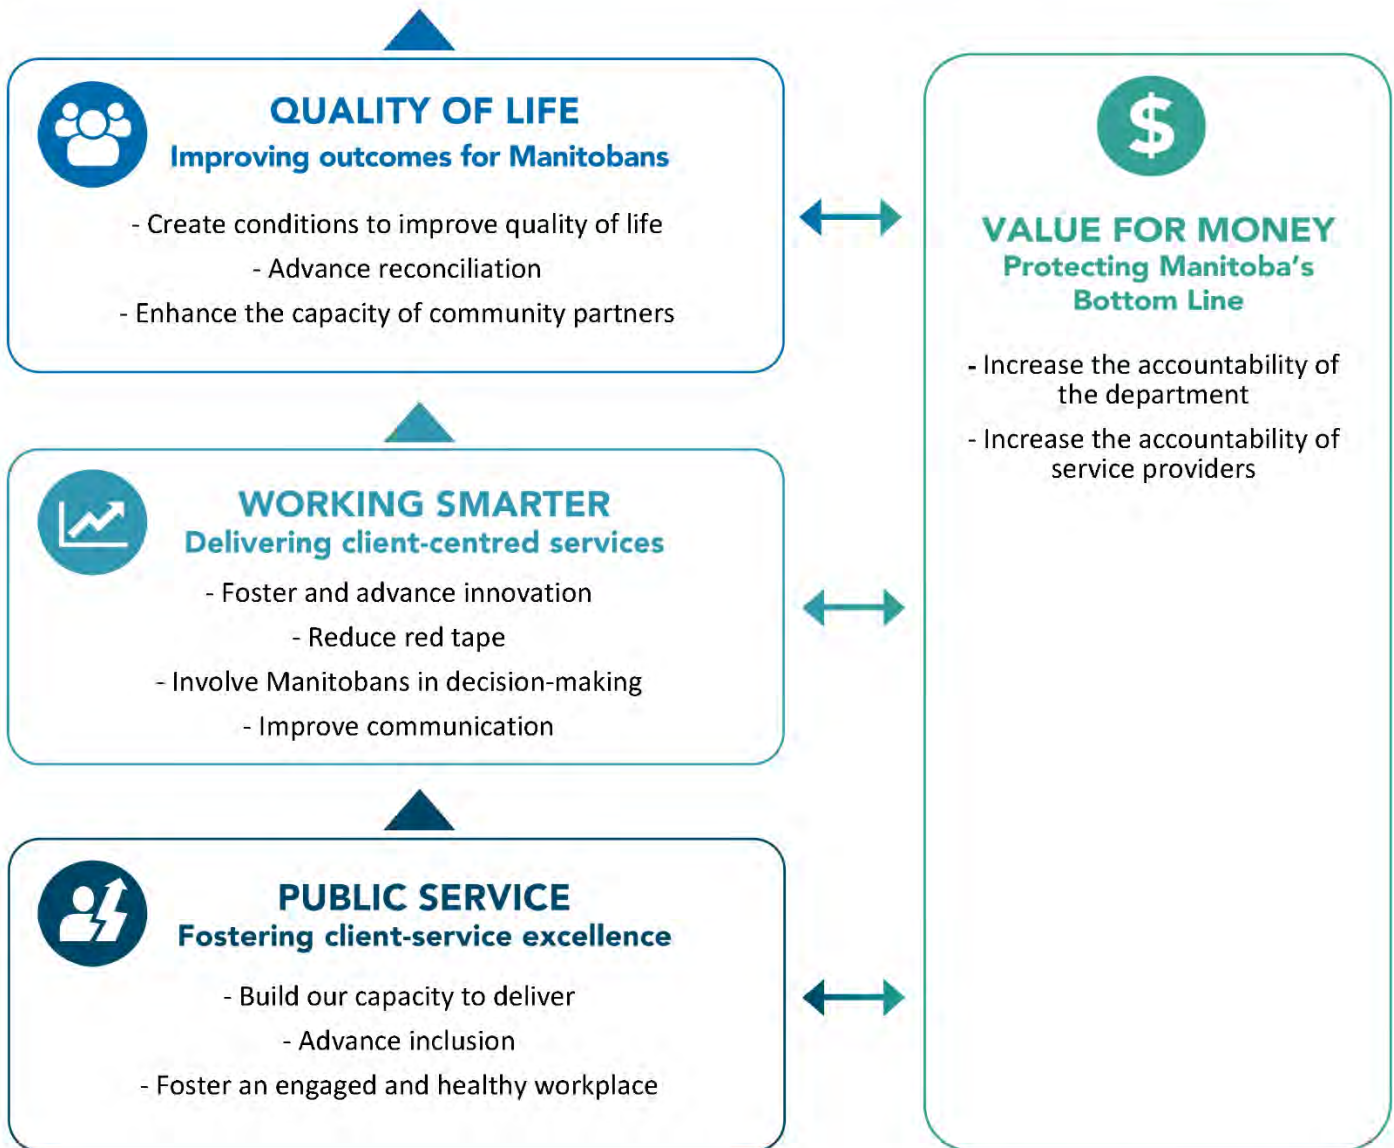 QUALITY OF LIFE
Improving outcomes for Manitobans
- Create conditions to improve quality of life
- Advance reconciliation
- Enhance the capacity of community partners
WORKING SMARTER
Delivering client-centred services
- Foster and advance innovation
- Reduce red tape
- Involve Manitobans in decision-making
- Improve communication
PUBLIC SERVICE
Fostering client-service excellence
- Build our capacity to deliver
- Advance inclusion
- Foster an engaged and healthy workplace
$
VALUE FOR MONEY
Protecting Manitoba's
Bottom Line
- Increase the accountability of
the department
- Increase the accountability of
service providers